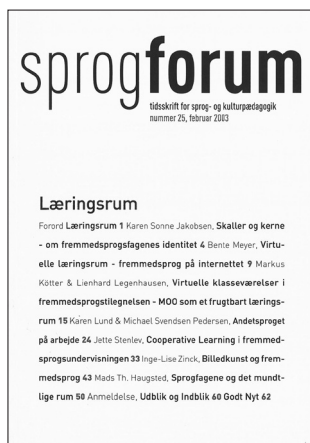 sprogforum
tidsskrift for sprog- og kulturpædagogik
nummer 25, februar 2003
Læringsrum
Forord Læringsrum 1 Karen Sonne Jakobsen, Skaller og kerne
- om fremmedsprogsfagenes identitet 4 Bente Meyer, Virtu-
elle læringsrum - fremmedsprog på internettet 9 Markus
Kötter & Lienhard Legenhausen, Virtuelle klasseværelser i
fremmedsprogstilegnelsen - MOO som et frugtbart lærings-
rum 15 Karen Lund & Michael Svendsen Pedersen, Andetsproget
på arbejde 24 Jette Stenlev, Cooperative Learning i fremmed-
sprogsundervisningen 33 Inge-Lise Zinck, Billedkunst og frem-
medsprog 43 Mads Th. Haugsted, Sprogfagene og det mundt-
lige rum 50 Anmeldelse, Udblik og Indblik 60 Godt Nyt 62